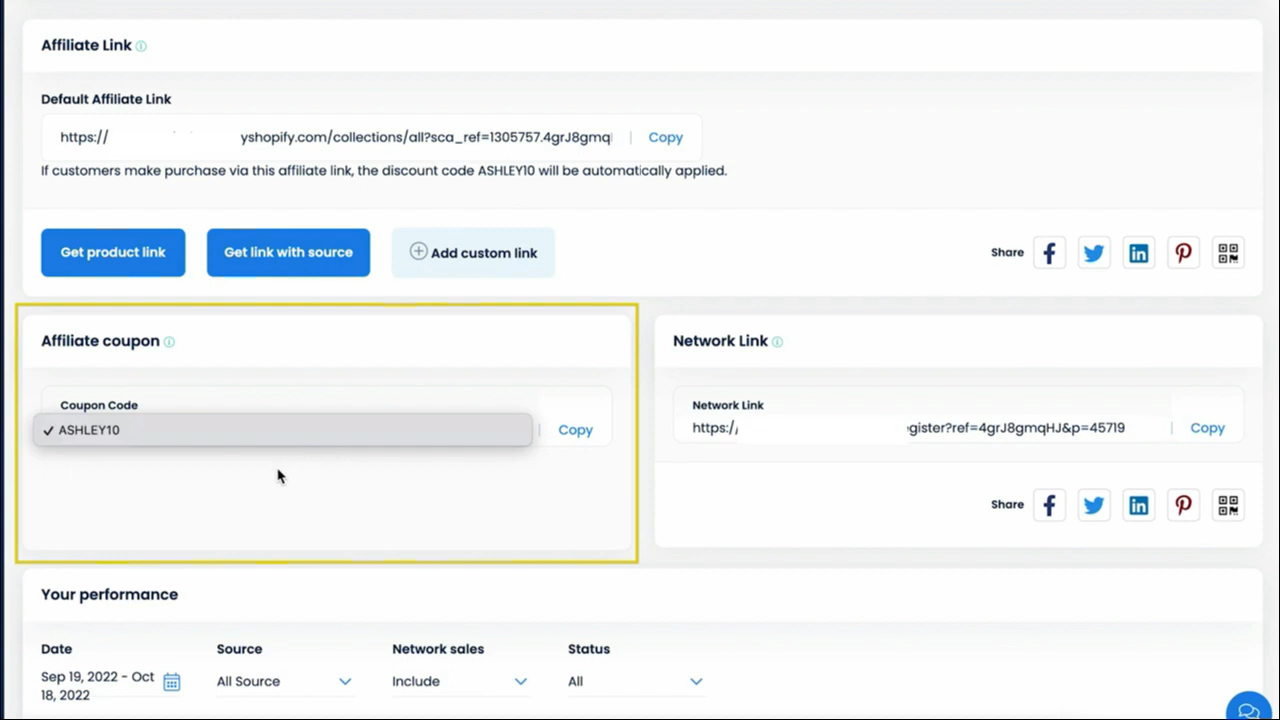 Affiliate Link
Default Affiliate Link
https:// yshopify.com/collections/all?sca_ref=1305757.4grJ8gmq Copy
If customers make purchase via this affiliate link, the discount code ASHLEY10 will be automatically applied.
Get product link Get link with source Add custom link Share
Affiliate coupon
Coupon Code
✓ ASHLEY10 Copy
Network Link
Network Link
https:// gister?ref=4grJ8gmqHJ&p=45719 Copy
Share
Your performance
Date Source Network sales Status
Sep 19, 2022 - Oct All Source Include All
18, 2022